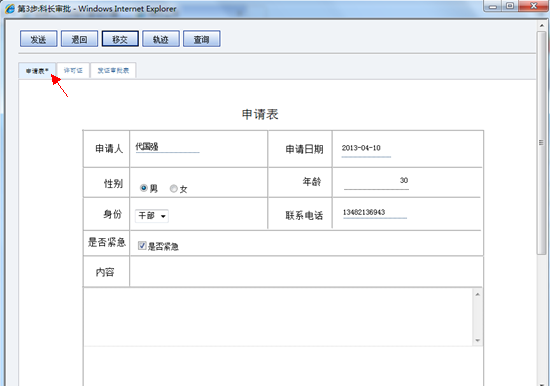 第3步:科长审批 - Windows Internet Explorer
发送 退回 移交 轨迹 查询
申请表* 许可证 发证审批表
申请表
申请人 代国强 申请日期 2013-04-10
性别 男 女 年龄 30
身份 干部 联系电话 13482136943
是否紧急 是否紧急
内容